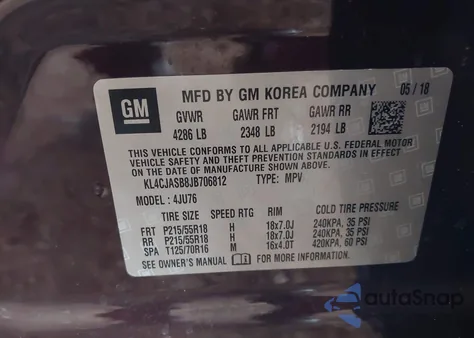 GM
MFD BY GM KOREA COMPANY 05/18
GVWR GAWR FRT GAWR RR
4286 LB 2348 LB 2194 LB
THIS VEHICLE CONFORMS TO ALL APPLICABLE U.S. FEDERAL MOTOR
VEHICLE SAFETY AND THEFT PREVENTION STANDARDS IN EFFECT
ON THE DATE OF MANUFACTURE SHOWN ABOVE.
KL4CJASB8JB706812 TYPE: MPV
MODEL : 4JU76
TIRE SIZE SPEED RTG RIM COLD TIRE PRESSURE
FRT P215/55R18 H 18x7.0J 240KPA, 35 PSI
RR P215/55R18 H 18x7.0J 240KPA, 35 PSI
SPA T125/70R16 M 16x4.0T 420KPA, 60 PSI
SEE OWNER'S MANUAL FOR MORE INFORMATION.
autoSnap